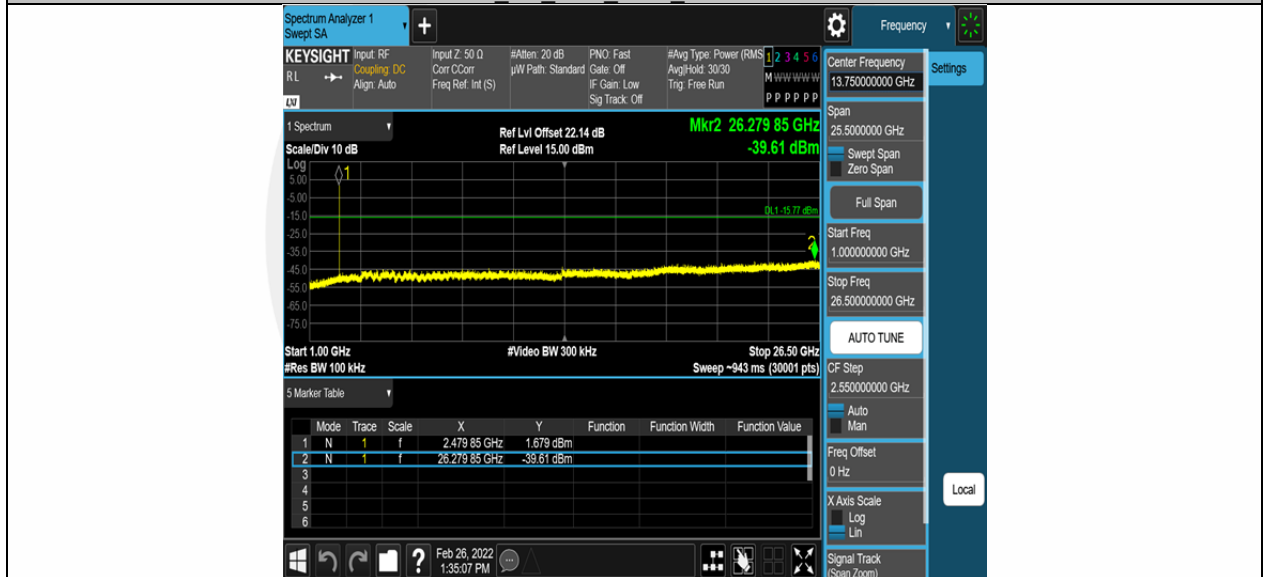 Spectrum Analyzer 1
Swept SA
+
Frequency
KEYSIGHT
RL
LXI
Input: RF
Coupling: DC
Align: Auto
Input Z: 50 Ω
Corr CCorr
Freq Ref: Int (S)
#Atten: 20 dB
µW Path: Standard
PNO: Fast
Gate: Off
IF Gain: Low
Sig Track: Off
#Avg Type: Power (RMS
Avg|Hold: 30/30
Trig: Free Run
1 2 3 4 5 6
M W W W W W
P P P P P P
1 Spectrum
Scale/Div 10 dB
Ref Lvl Offset 22.14 dB
Ref Level 15.00 dBm
Mkr2 26.279 85 GHz
-39.61 dBm
Log
5.00
-5.00
-15.0
-25.0
-35.0
-45.0
-55.0
-65.0
-75.0
1
DL1 -15.77 dBm
2
Start 1.00 GHz
#Res BW 100 kHz
#Video BW 300 kHz
Stop 26.50 GHz
Sweep ~943 ms (30001 pts)
5 Marker Table
Mode Trace Scale X Y Function Function Width Function Value
1 N 1 f 2.479 85 GHz 1.679 dBm
2 N 1 f 26.279 85 GHz -39.61 dBm
3
4
5
6
?
Feb 26, 2022
1:35:07 PM
Center Frequency
13.750000000 GHz
Span
25.5000000 GHz
Swept Span
Zero Span
Full Span
Start Freq
1.000000000 GHz
Stop Freq
26.500000000 GHz
AUTO TUNE
CF Step
2.550000000 GHz
Auto
Man
Freq Offset
0 Hz
X Axis Scale
Log
Lin
Signal Track
(Span Zoom)
Settings
Local